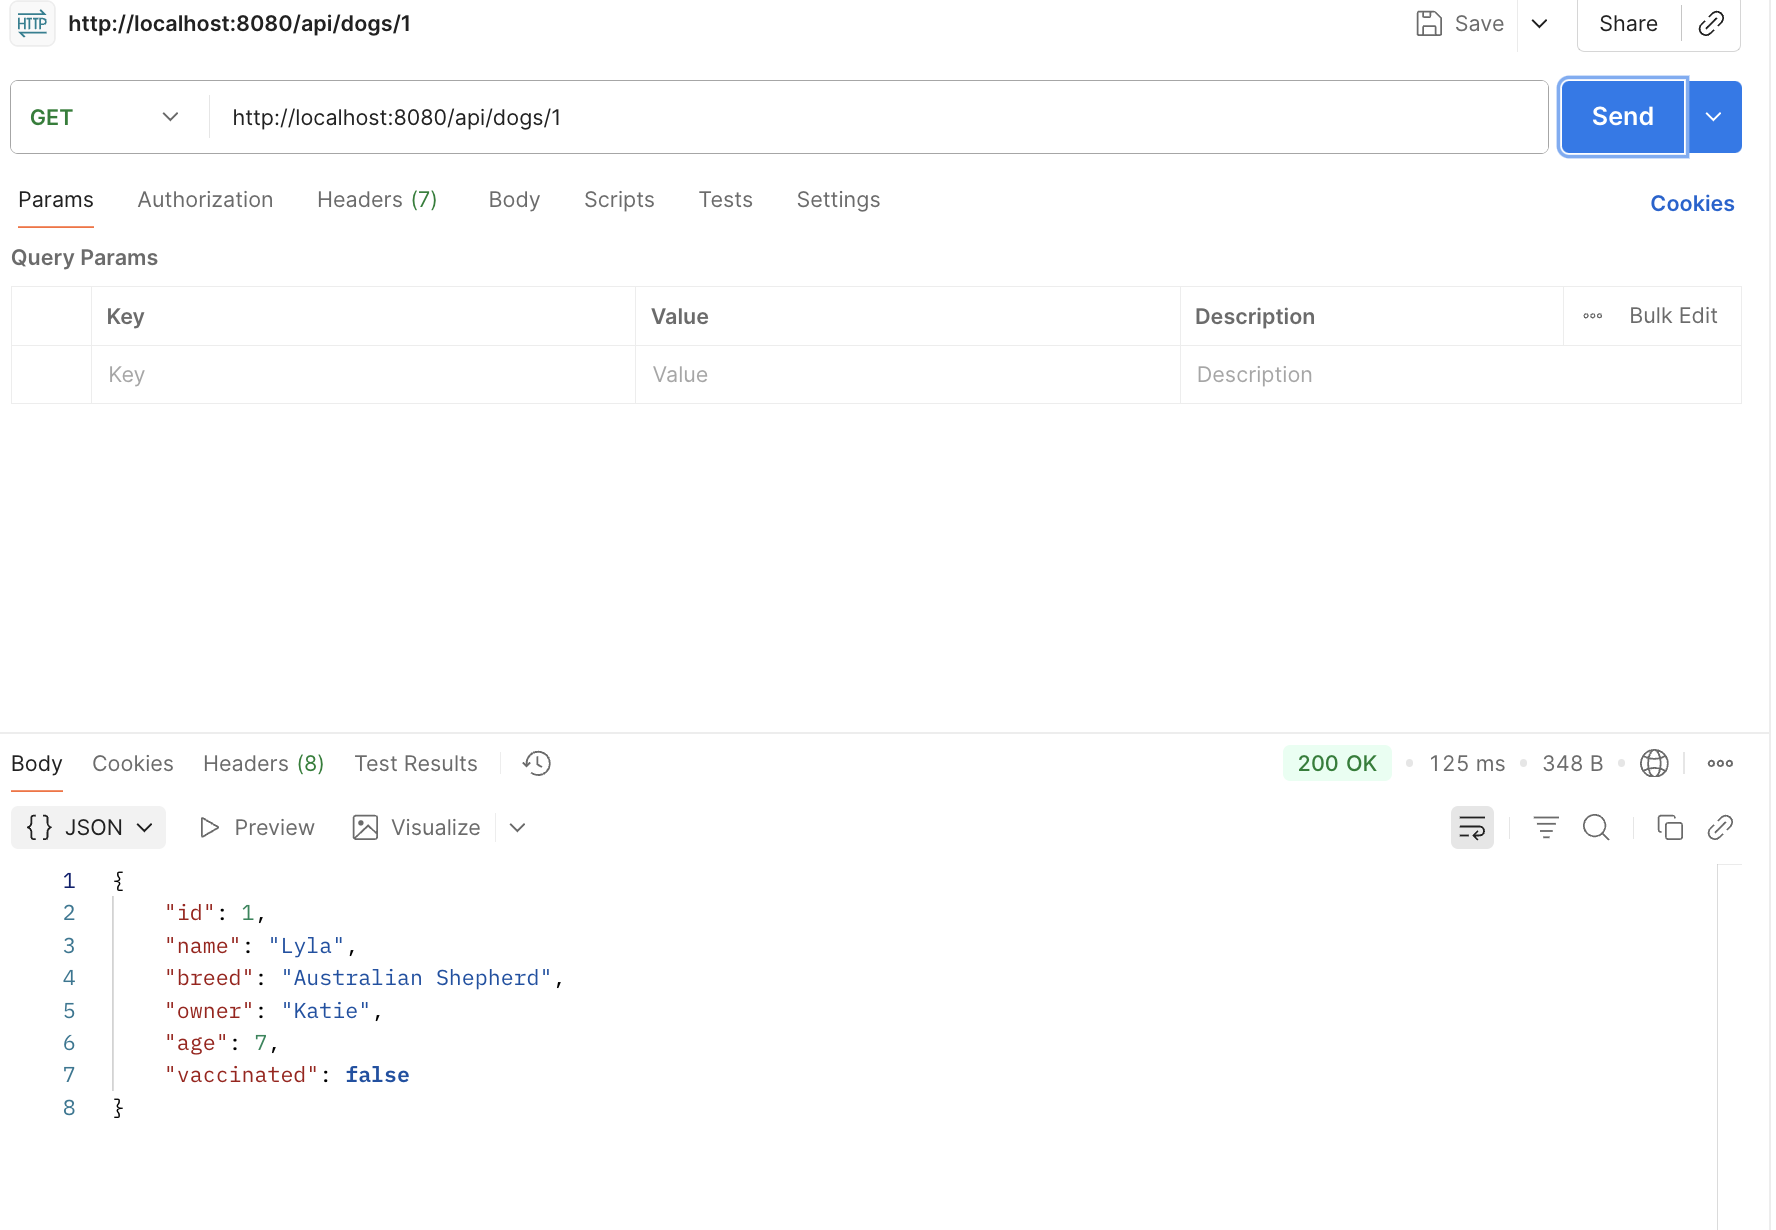 HTTP http://localhost:8080/api/dogs/1 Save Share
GET http://localhost:8080/api/dogs/1 Send
Params Authorization Headers (7) Body Scripts Tests Settings Cookies
Query Params
Key Value Description Bulk Edit
Key Value Description
Body Cookies Headers (8) Test Results 200 OK • 125 ms • 348 B •
{} JSON Preview Visualize
1 {
2 "id": 1,
3 "name": "Lyla",
4 "breed": "Australian Shepherd",
5 "owner": "Katie",
6 "age": 7,
7 "vaccinated": false
8 }